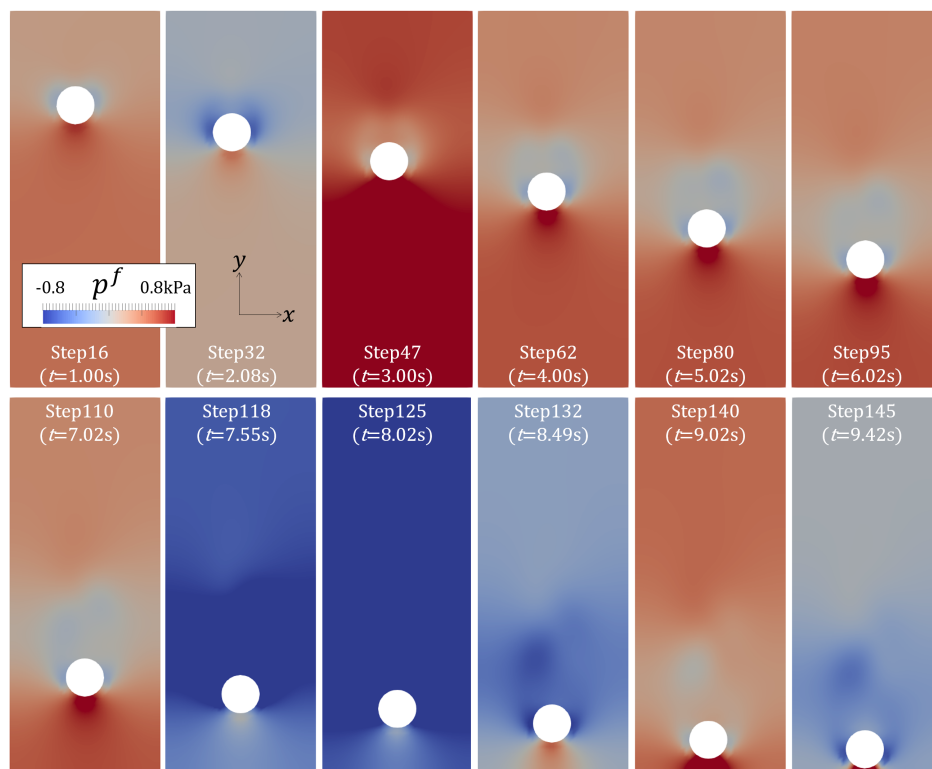 -0.8 p^f 0.8kPa
y
x
Step16
(t=1.00s)
Step32
(t=2.08s)
Step47
(t=3.00s)
Step62
(t=4.00s)
Step80
(t=5.02s)
Step95
(t=6.02s)
Step110
(t=7.02s)
Step118
(t=7.55s)
Step125
(t=8.02s)
Step132
(t=8.49s)
Step140
(t=9.02s)
Step145
(t=9.42s)